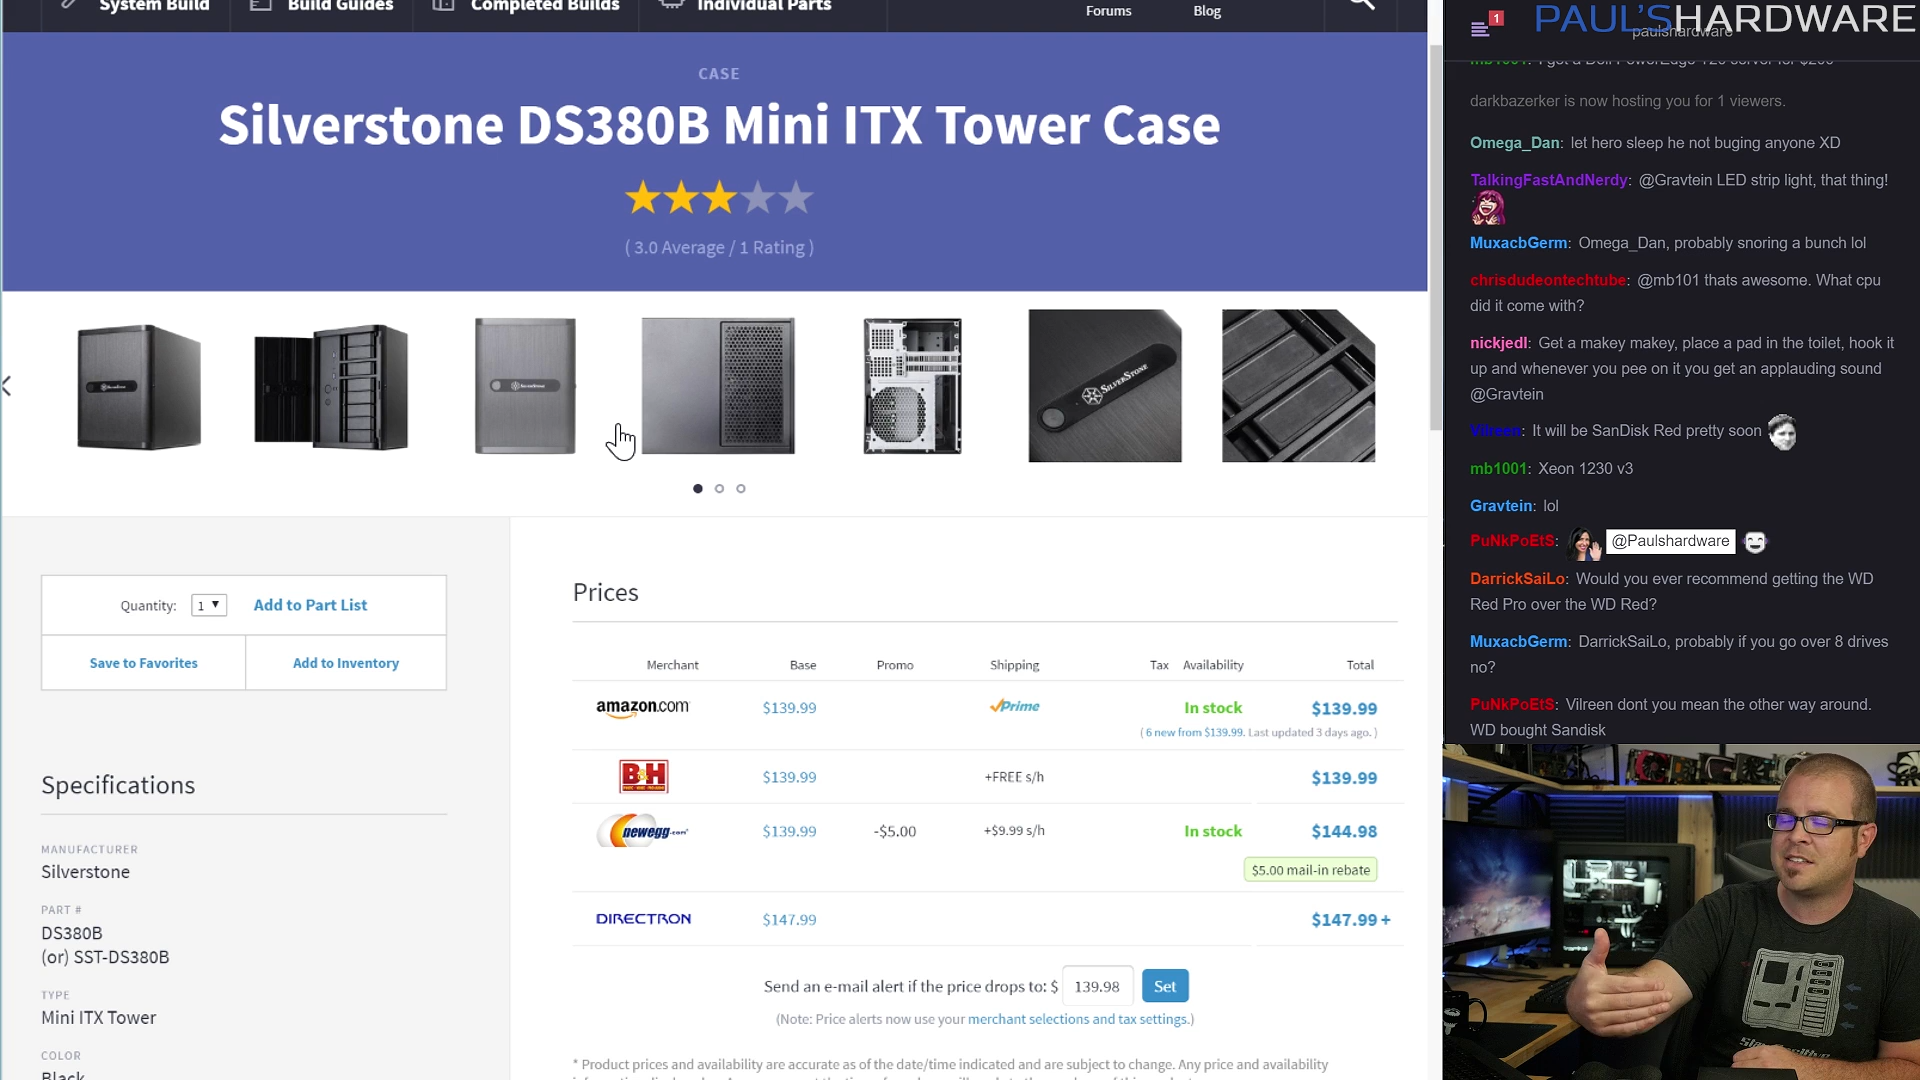 System Build
Build Guides
Completed Builds
Individual Parts
Forums
Blog
CASE
Silverstone DS380B Mini ITX Tower Case
( 3.0 Average / 1 Rating )
SILVERSTONE
SILVERSTONE
Quantity: 1 Add to Part List
Save to Favorites Add to Inventory
Specifications
MANUFACTURER
Silverstone
PART #
DS380B
(or) SST-DS380B
TYPE
Mini ITX Tower
COLOR
Black
Prices
Merchant Base Promo Shipping Tax Availability Total
amazon.com $139.99 Prime In stock $139.99
( 6 new from $139.99. Last updated 3 days ago. )
B&H $139.99 +FREE s/h $139.99
newegg.com $139.99 -$5.00 +$9.99 s/h In stock $144.98
$5.00 mail-in rebate
DIRECTRON $147.99 $147.99 +
Send an e-mail alert if the price drops to: $ 139.98 Set
(Note: Price alerts now use your merchant selections and tax settings.)
* Product prices and availability are accurate as of the date/time indicated and are subject to change. Any price and availability
1
PAUL'SHARDWARE
paulshardware
darkbazerker is now hosting you for 1 viewers.
Omega_Dan: let hero sleep he not buging anyone XD
TalkingFastAndNerdy: @Gravtein LED strip light, that thing!
MuxacbGerm: Omega_Dan, probably snoring a bunch lol
chrisdudeontechtube: @mb101 thats awesome. What cpu
did it come with?
nickjedl: Get a makey makey, place a pad in the toilet, hook it
up and whenever you pee on it you get an applauding sound
@Gravtein
Vilreen: It will be SanDisk Red pretty soon
mb1001: Xeon 1230 v3
Gravtein: lol
PuNkPoEtS: @Paulshardware
DarrickSaiLo: Would you ever recommend getting the WD
Red Pro over the WD Red?
MuxacbGerm: DarrickSaiLo, probably if you go over 8 drives
no?
PuNkPoEtS: Vilreen dont you mean the other way around.
WD bought Sandisk